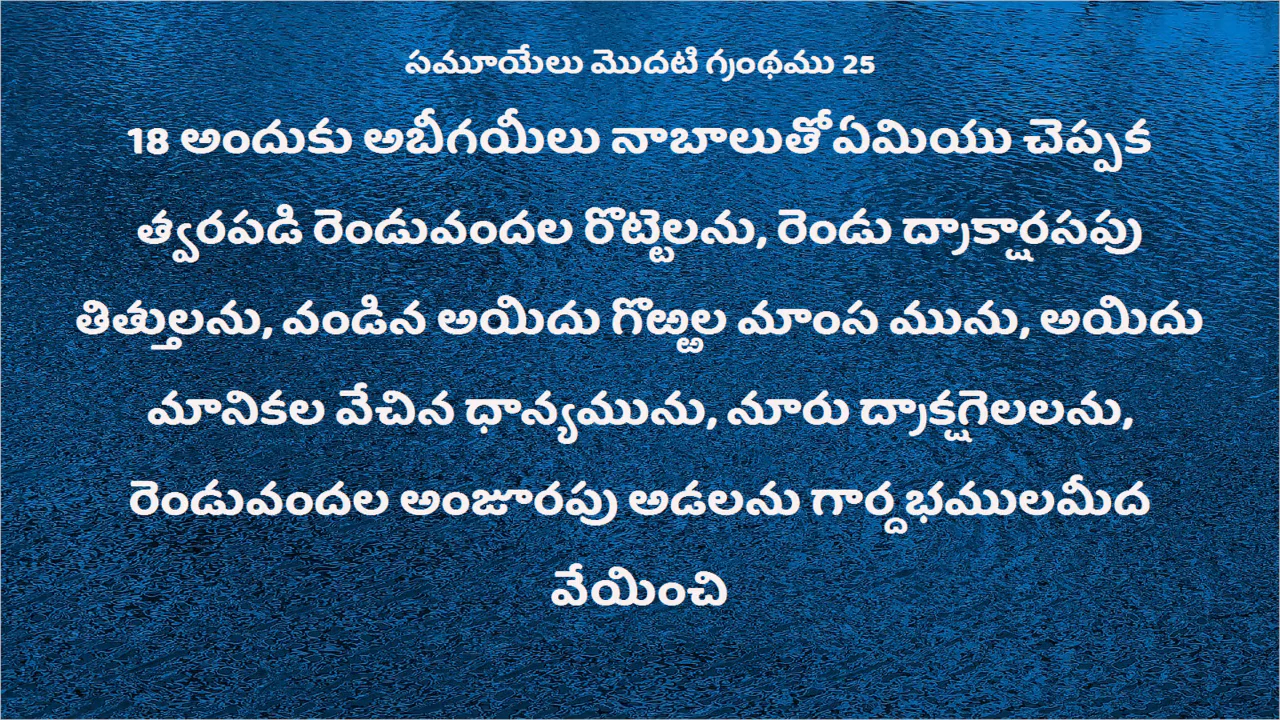 సమూయేలు మొదటి గ్రంథము 25
18 అందుకు అబీగయీలు నాబాలుతో ఏమియు చెప్పక
త్వరపడి రెండువందల రొట్టెలను, రెండు ద్రాక్షారసపు
తిత్తులను, వండిన అయిదు గొఱ్ఱెల మాంస మును, అయిదు
మానికల వేచిన ధాన్యమును, నూరు ద్రాక్షగెలలను,
రెండువందల అంజూరపు అడలను గార్దభములమీద
వేయించి